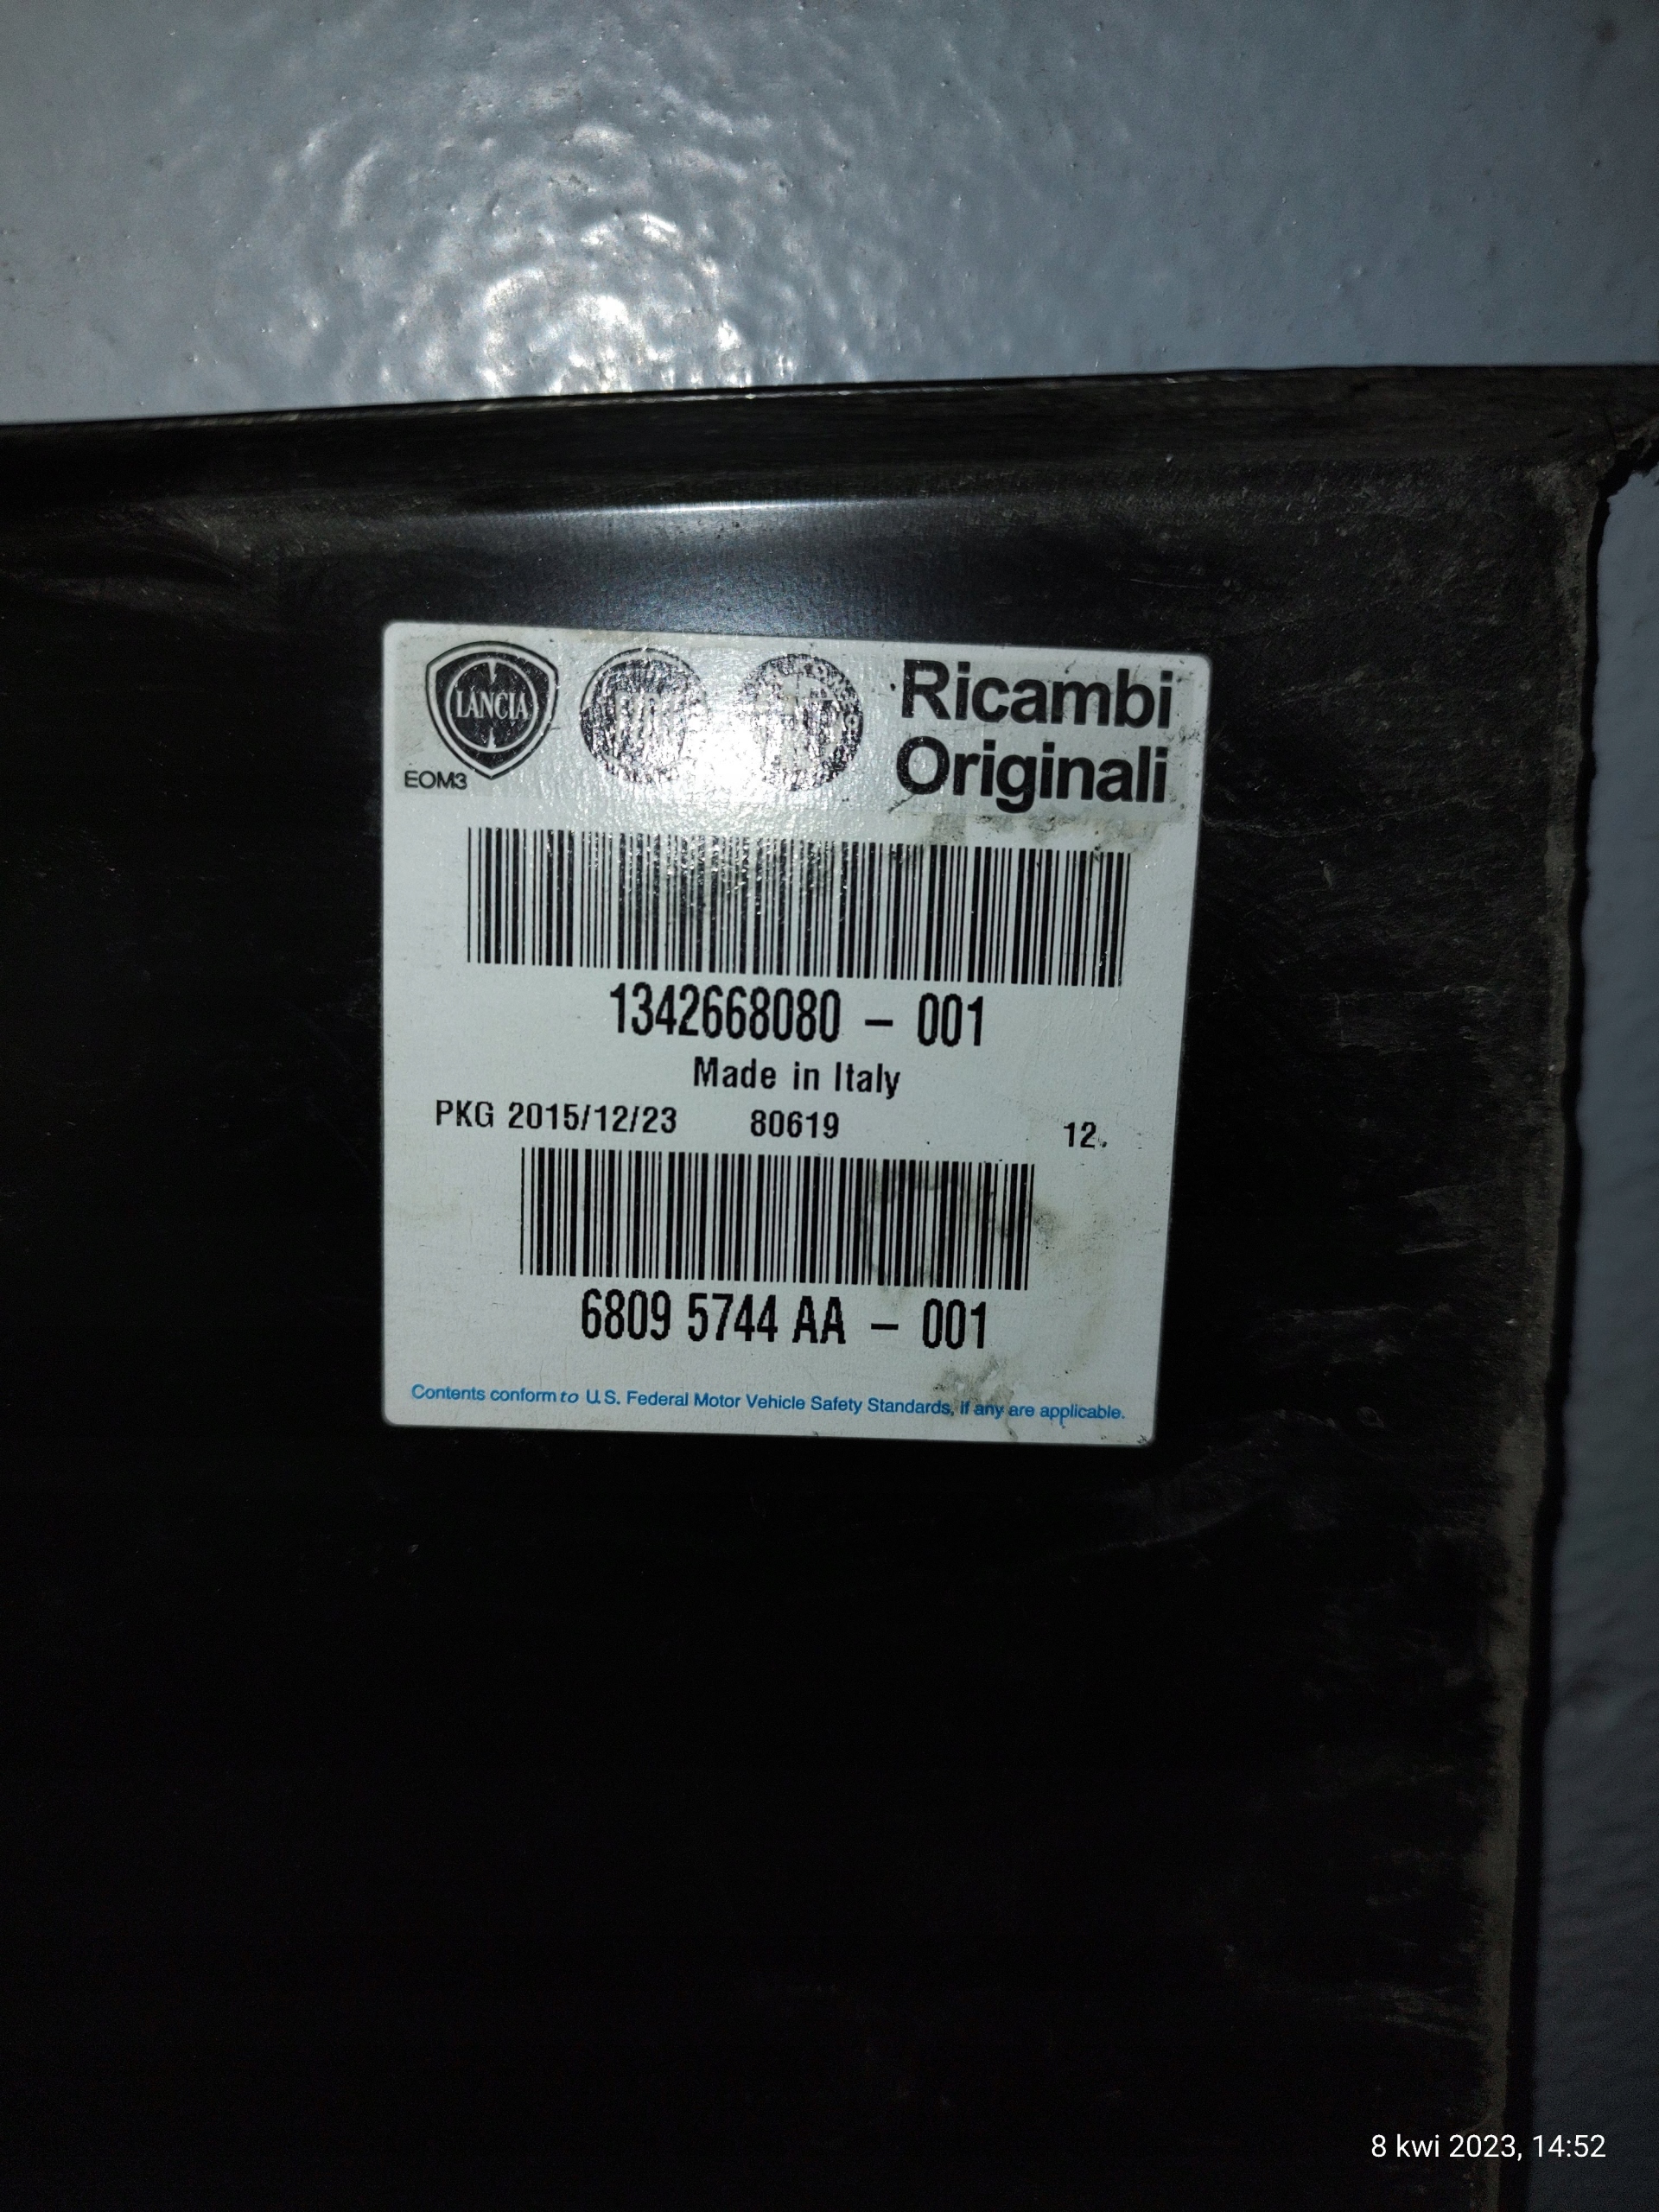 LANCIA
EOM3
Ricambi
Originali
1342668080 – 001
Made in Italy
PKG 2015/12/23 80619 12.
6809 5744 AA – 001
Contents conform to U.S. Federal Motor Vehicle Safety Standards, if any are applicable.
8 kwi 2023, 14:52